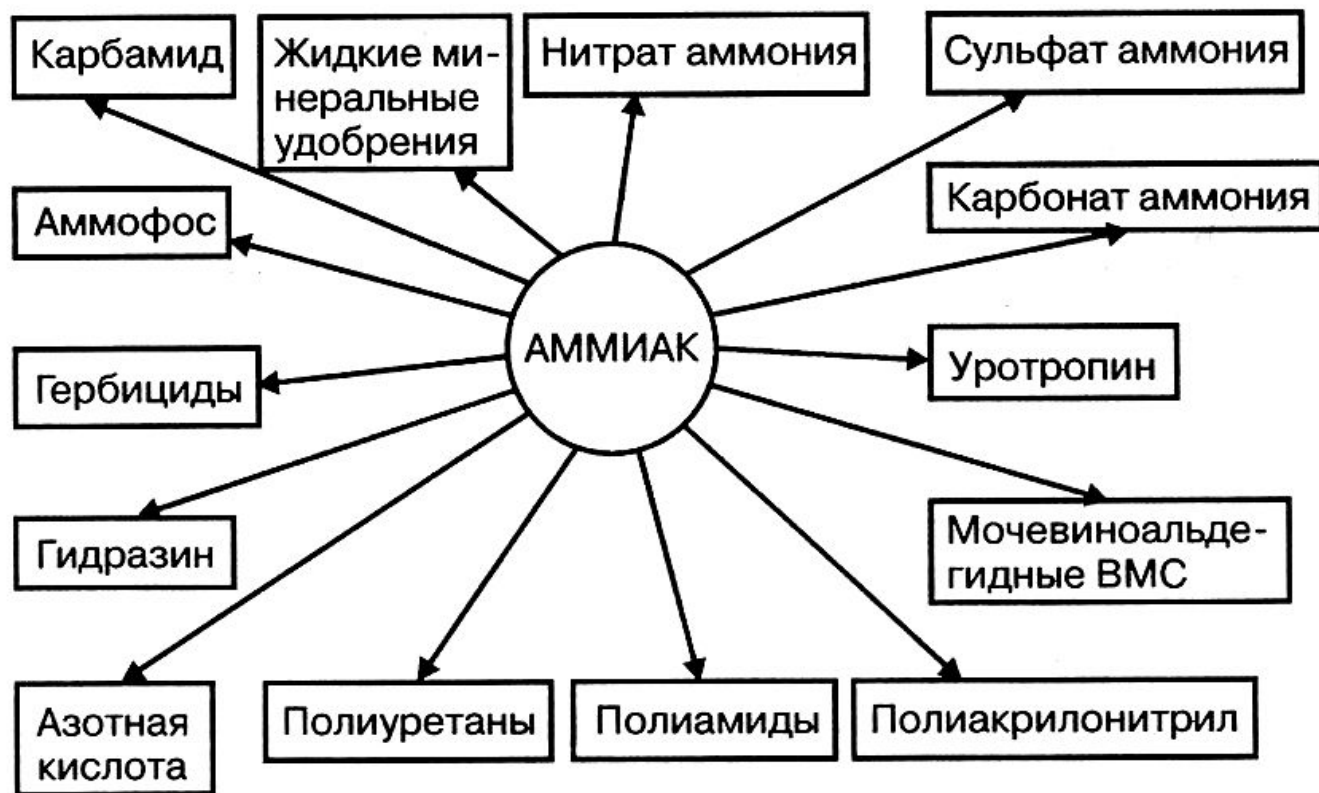 Карбамид
Жидкие ми-
неральные
удобрения
Нитрат аммония
Сульфат аммония
Аммофос
Карбонат аммония
АММИАК
Гербициды
Уротропин
Гидразин
Мочевиноальде-
гидные ВМС
Азотная
кислота
Полиуретаны
Полиамиды
Полиакрилонитрил